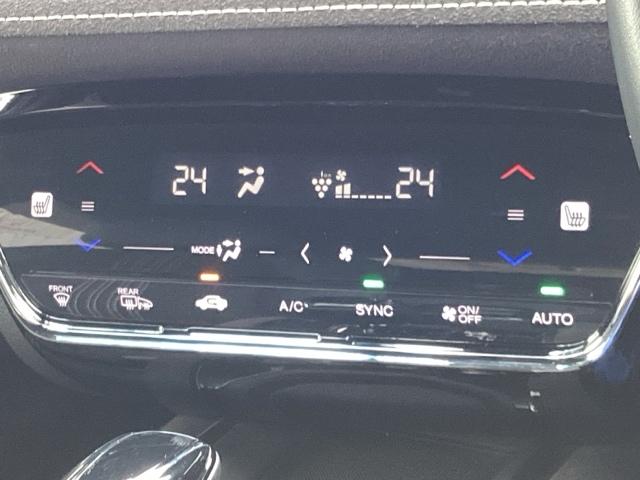 24 24
MODE
FRONT REAR A/C SYNC ON/OFF AUTO